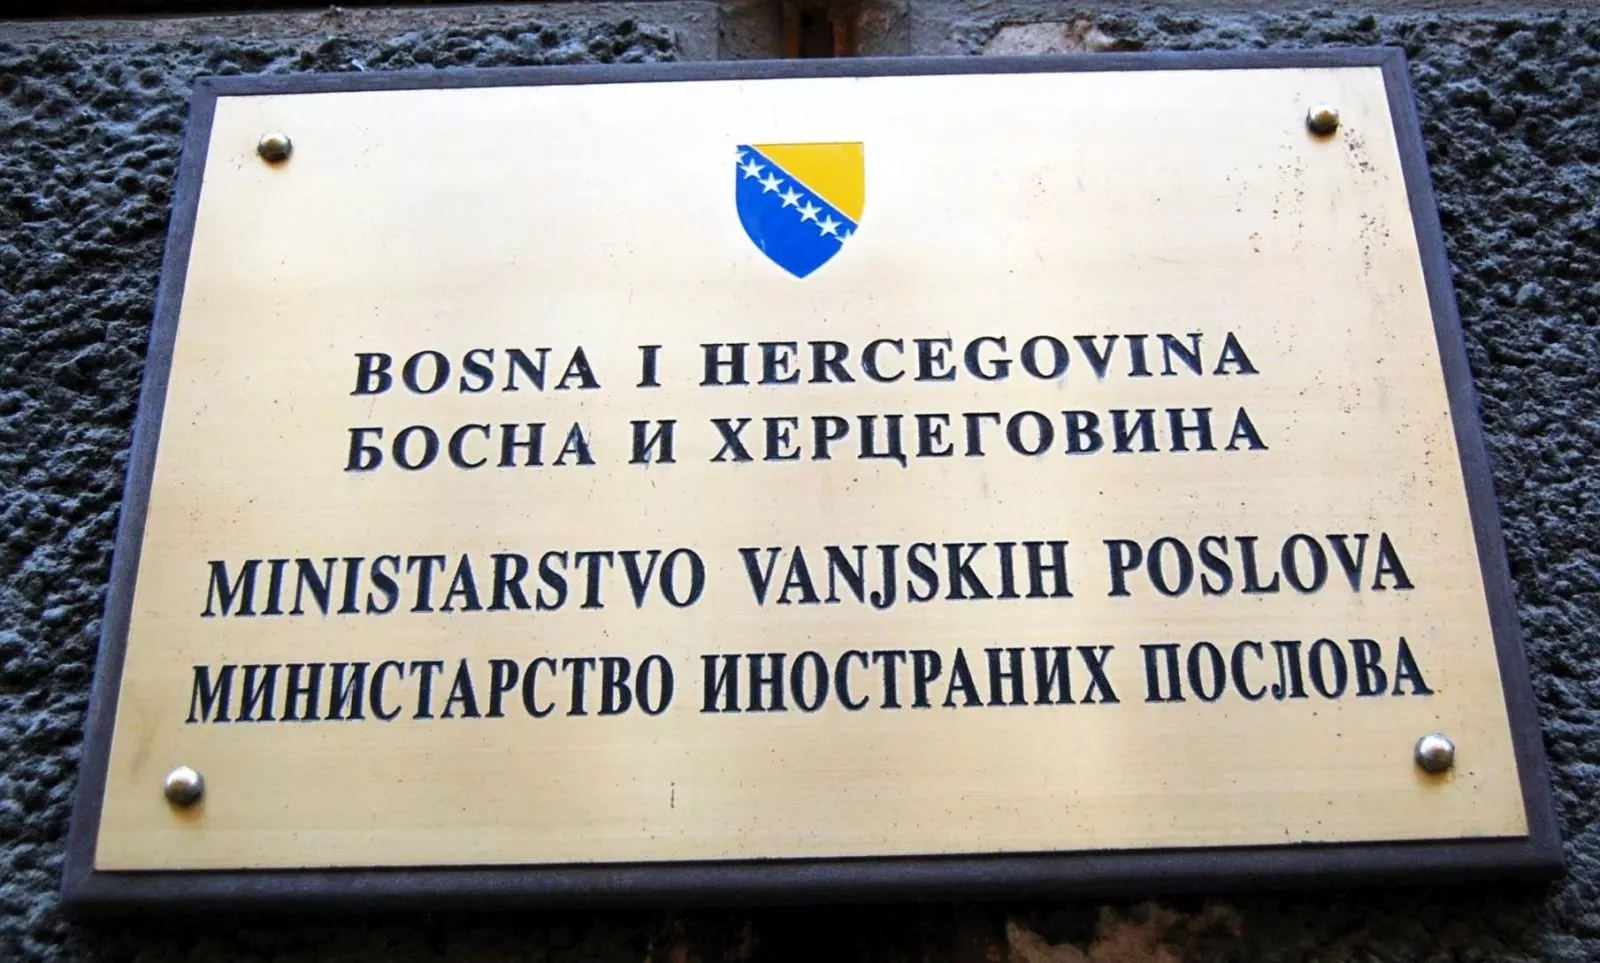 BOSNA I HERCEGOVINA
БОСНА И ХЕРЦЕГОВИНА
MINISTARSTVO VANJSKIH POSLOVA
МИНИСТАРСТВО ИНОСТРАНИХ ПОСЛОВА